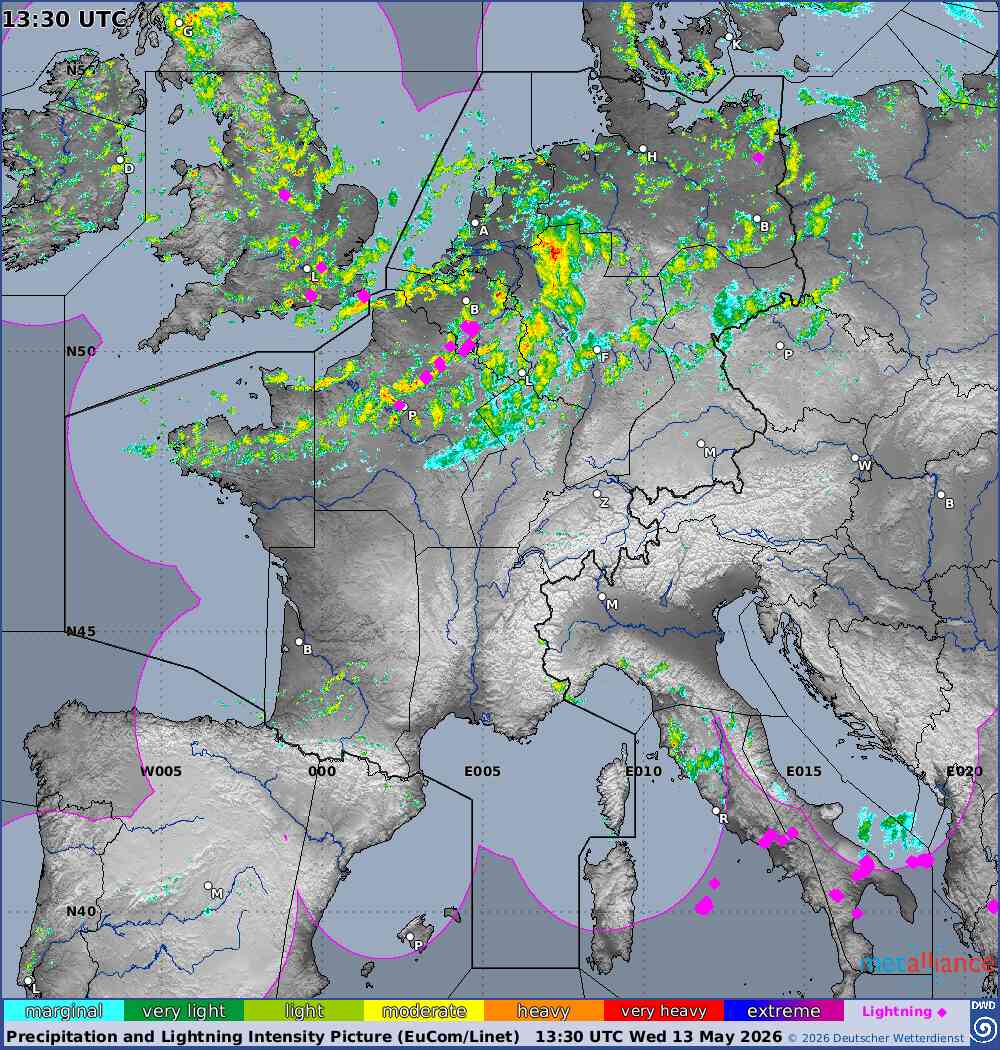 13:30 UTC
G
K
N55
D
H
A
B
L
B
N50
P
F
L
P
M
W
Z
B
M
N45
B
W005
000
E005
E010
E015
E020
R
M
N40
P
L
metalliance
marginal
very light
light
moderate
heavy
very heavy
extreme
Lightning
DWD
Precipitation and Lightning Intensity Picture (EuCom/Linet) 13:30 UTC Wed 13 May 2026 © 2026 Deutscher Wetterdienst